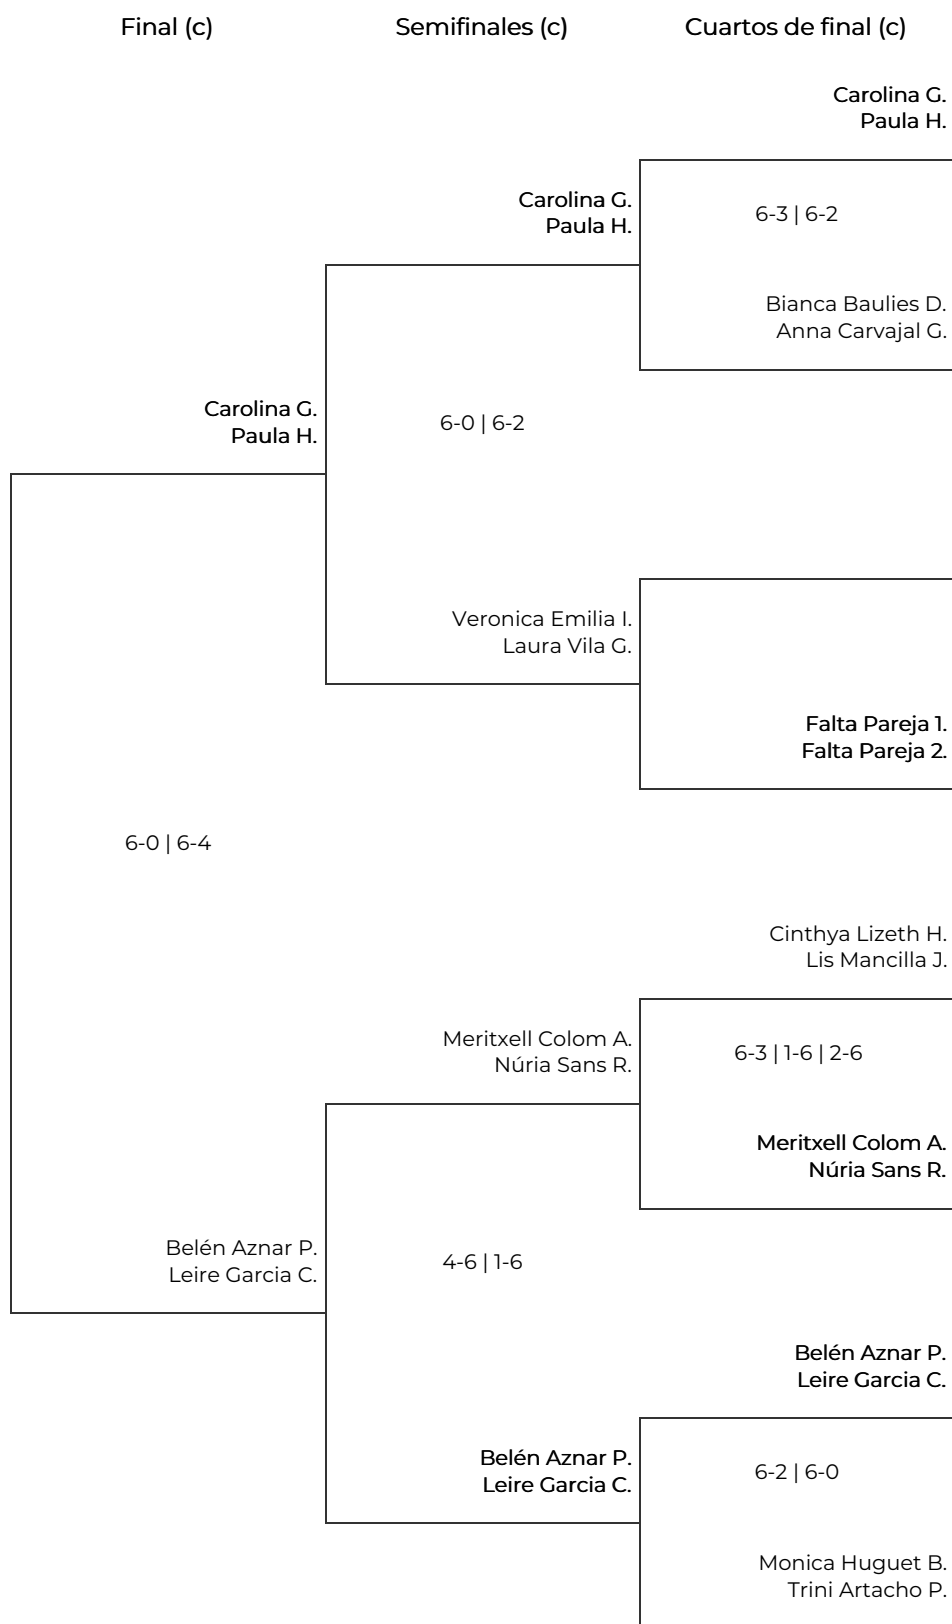 Final (c)
Semifinales (c)
Cuartos de final (c)
Carolina G.
Paula H.
Carolina G.
Paula H.
6-3 | 6-2
Bianca Baulies D.
Anna Carvajal G.
Carolina G.
Paula H.
6-0 | 6-2
Veronica Emilia I.
Laura Vila G.
Falta Pareja 1.
Falta Pareja 2.
6-0 | 6-4
Cinthya Lizeth H.
Lis Mancilla J.
Meritxell Colom A.
Núria Sans R.
6-3 | 1-6 | 2-6
Meritxell Colom A.
Núria Sans R.
Belén Aznar P.
Leire Garcia C.
4-6 | 1-6
Belén Aznar P.
Leire Garcia C.
Belén Aznar P.
Leire Garcia C.
6-2 | 6-0
Monica Huguet B.
Trini Artacho P.